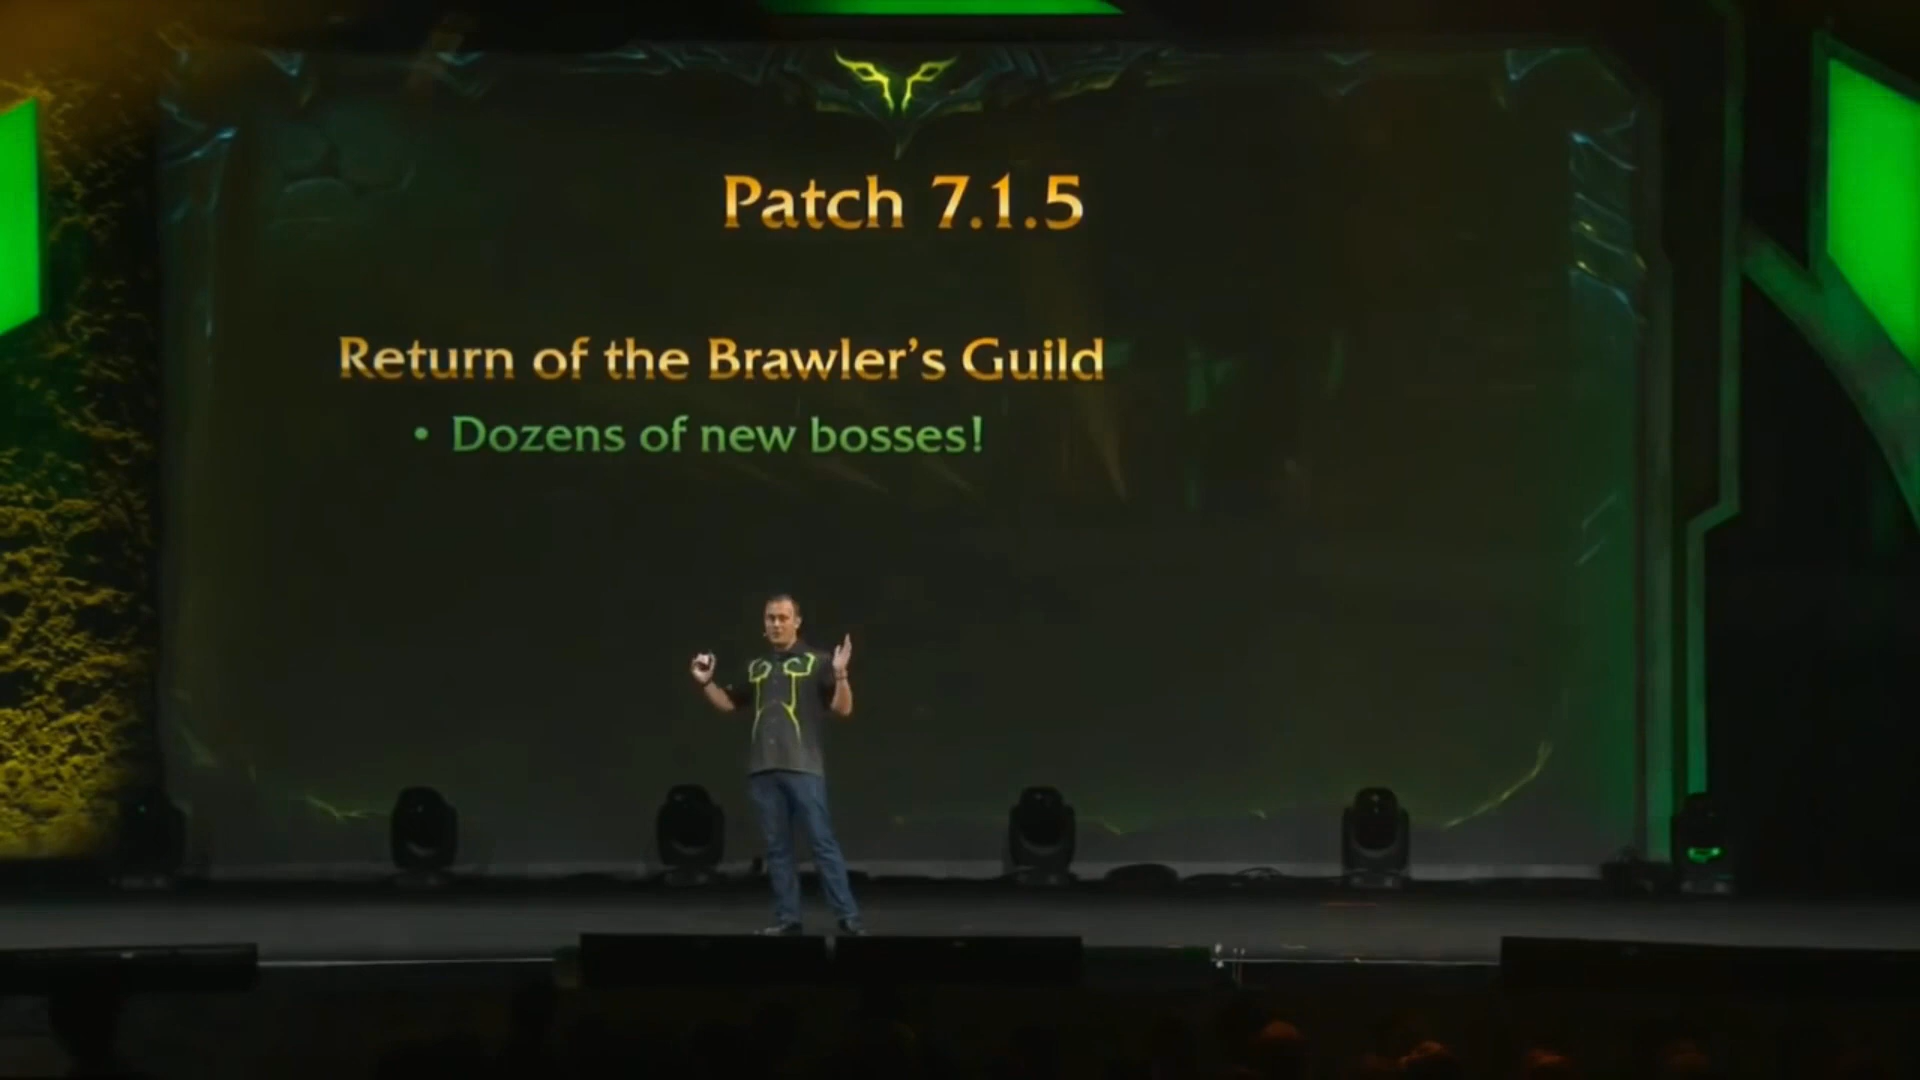 Patch 7.1.5
Return of the Brawler's Guild
• Dozens of new bosses!